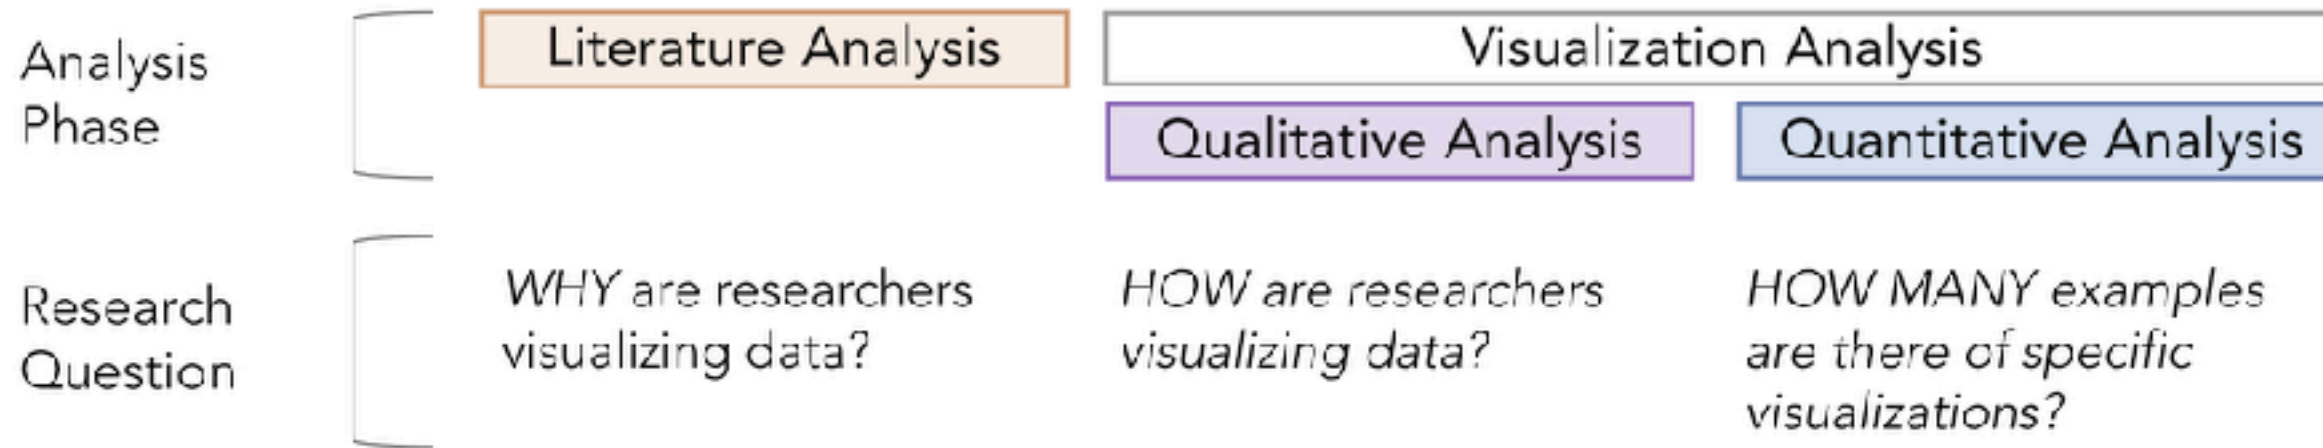 Analysis
Phase
Literature Analysis
Visualization Analysis
Qualitative Analysis
Quantitative Analysis
Research
Question
WHY are researchers
visualizing data?
HOW are researchers
visualizing data?
HOW MANY examples
are there of specific
visualizations?